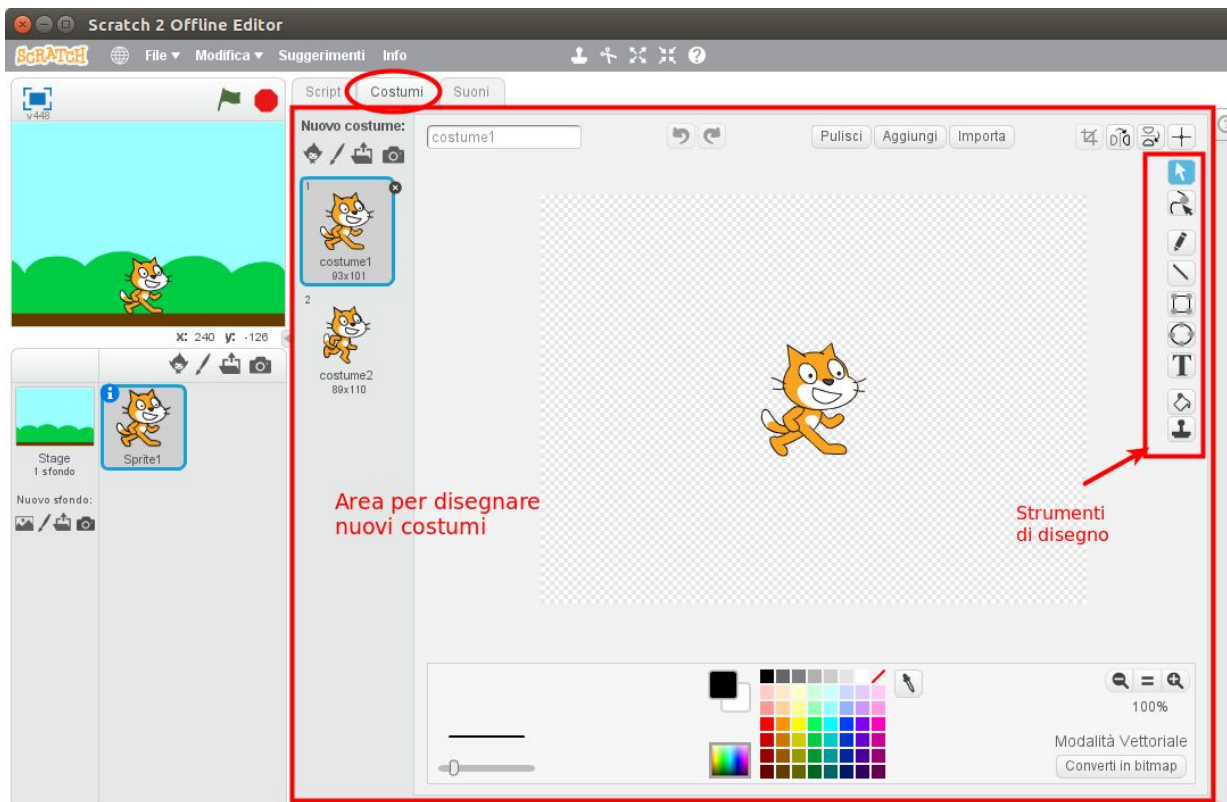 Scratch 2 Offline Editor
SCRATCH File Modifica Suggerimenti Info
v448
Script Costumi Suoni
Nuovo costume:
costume1
Pulisci Aggiungi Importa
1
costume1
93x101
2
costume2
89x110
x: 240 y: -126
Stage
1 sfondo
Sprite1
Nuovo sfondo:
T
Area per disegnare
nuovi costumi
Strumenti
di disegno
100%
Modalità Vettoriale
Converti in bitmap